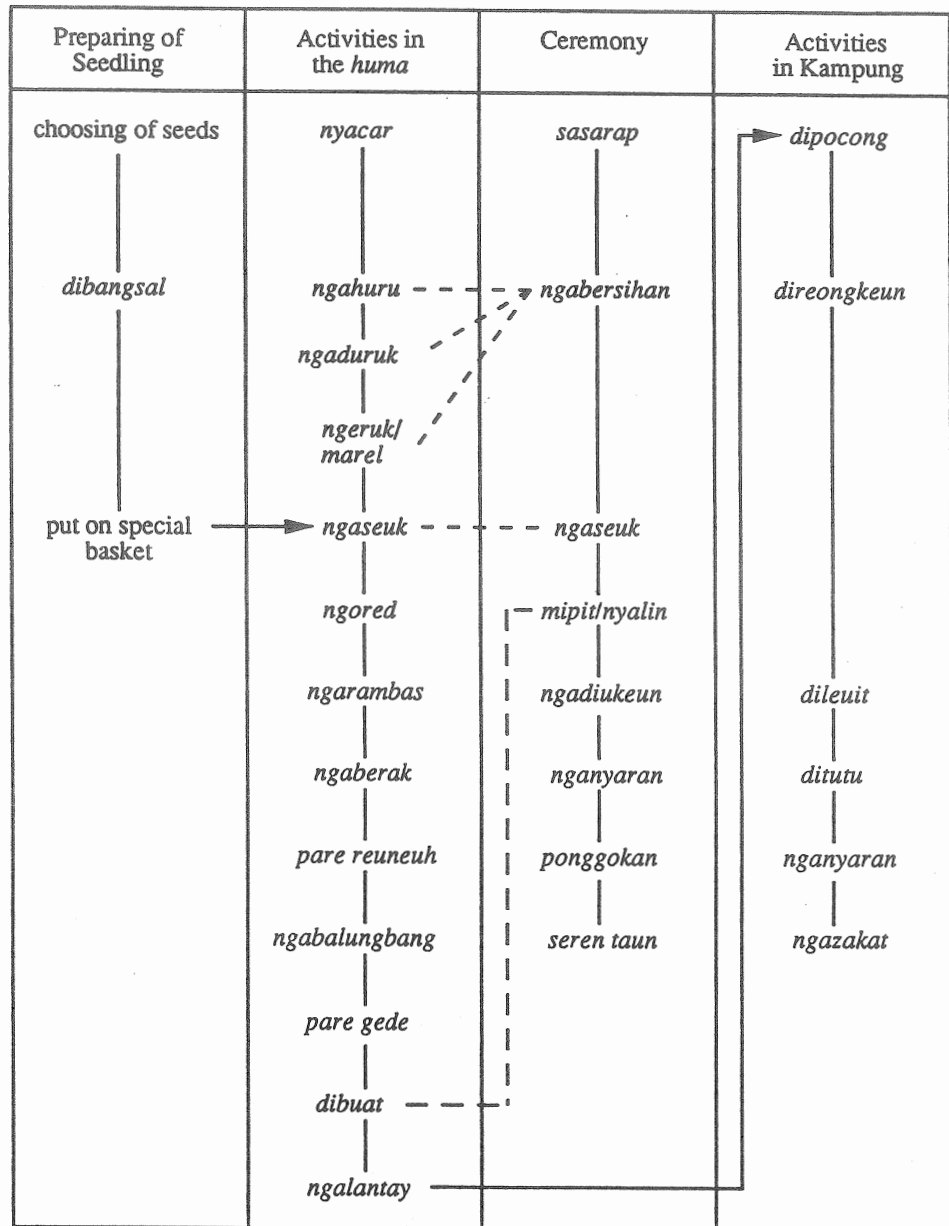 Preparing of
Seedling
Activities in
the huma
Ceremony
Activities
in Kampung
choosing of seeds
nyacar
sasarap
dipocong
dibangsal
ngahuru
ngabersihan
direongkeun
ngaduruk
ngeruk/
marel
put on special
basket
ngaseuk
ngaseuk
ngored
mipit/nyalin
ngarambas
ngadiukeun
dileuit
ngaberak
nganyaran
ditutu
pare reuneuh
ponggokan
nganyaran
ngabalungbang
seren taun
ngazakat
pare gede
dibuat
ngalantay